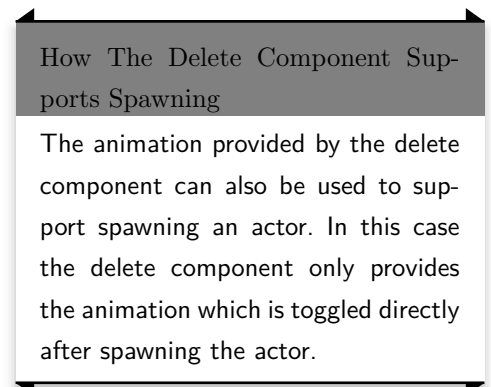 How The Delete Component Sup-
ports Spawning
The animation provided by the delete
component can also be used to sup-
port spawning an actor. In this case
the delete component only provides
the animation which is toggled directly
after spawning the actor.